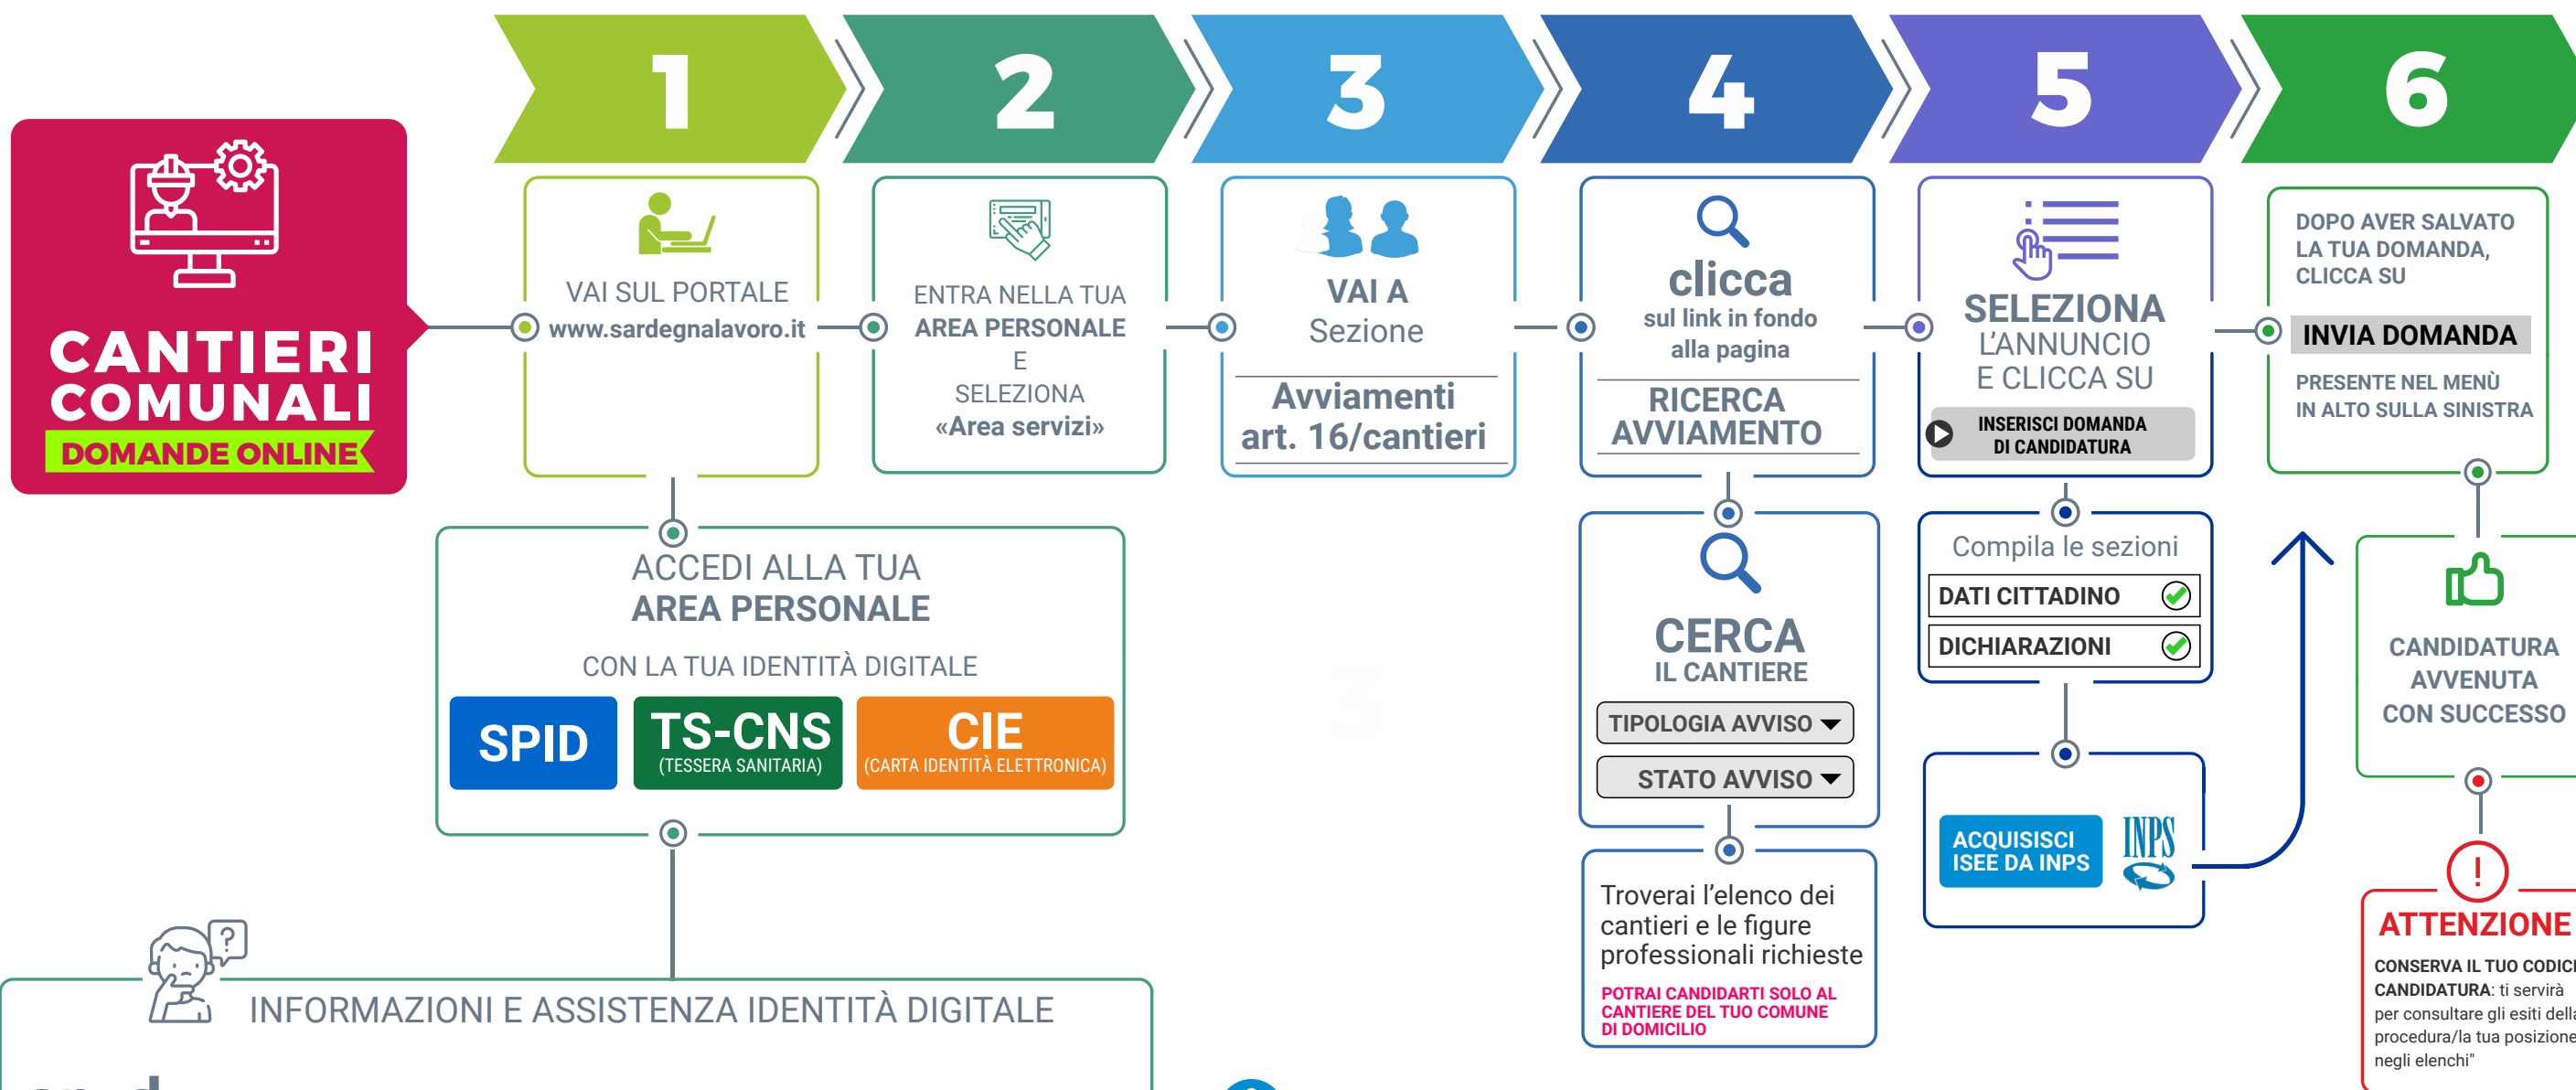 1
2
3
4
5
6
CANTIERI
COMUNALI
DOMANDE ONLINE
VAI SUL PORTALE
www.sardegnalavoro.it
ENTRA NELLA TUA
AREA PERSONALE
E
SELEZIONA
«Area servizi»
VAI A
Sezione
Avviamenti
art. 16/cantieri
clicca
sul link in fondo
alla pagina
RICERCA
AVVIAMENTO
SELEZIONA
L'ANNUNCIO
E CLICCA SU
INSERISCI DOMANDA
DI CANDIDATURA
DOPO AVER SALVATO
LA TUA DOMANDA,
CLICCA SU
INVIA DOMANDA
PRESENTE NEL MENÙ
IN ALTO SULLA SINISTRA
ACCEDI ALLA TUA
AREA PERSONALE
CON LA TUA IDENTITÀ DIGITALE
SPID
TS-CNS
(TESSERA SANITARIA)
CIE
(CARTA IDENTITÀ ELETTRONICA)
CERCA
IL CANTIERE
TIPOLOGIA AVVISO
STATO AVVISO
Troverai l'elenco dei
cantieri e le figure
professionali richieste
POTRAI CANDIDARTI SOLO AL
CANTIERE DEL TUO COMUNE
DI DOMICILIO
Compila le sezioni
DATI CITTADINO
DICHIARAZIONI
ACQUISISCI
ISEE DA INPS
INPS
CANDIDATURA
AVVENUTA
CON SUCCESSO
!
ATTENZIONE
CONSERVA IL TUO CODIC
CANDIDATURA: ti servirà
per consultare gli esiti della
procedura/la tua posizione
negli elenchi"
?
INFORMAZIONI E ASSISTENZA IDENTITÀ DIGITALE